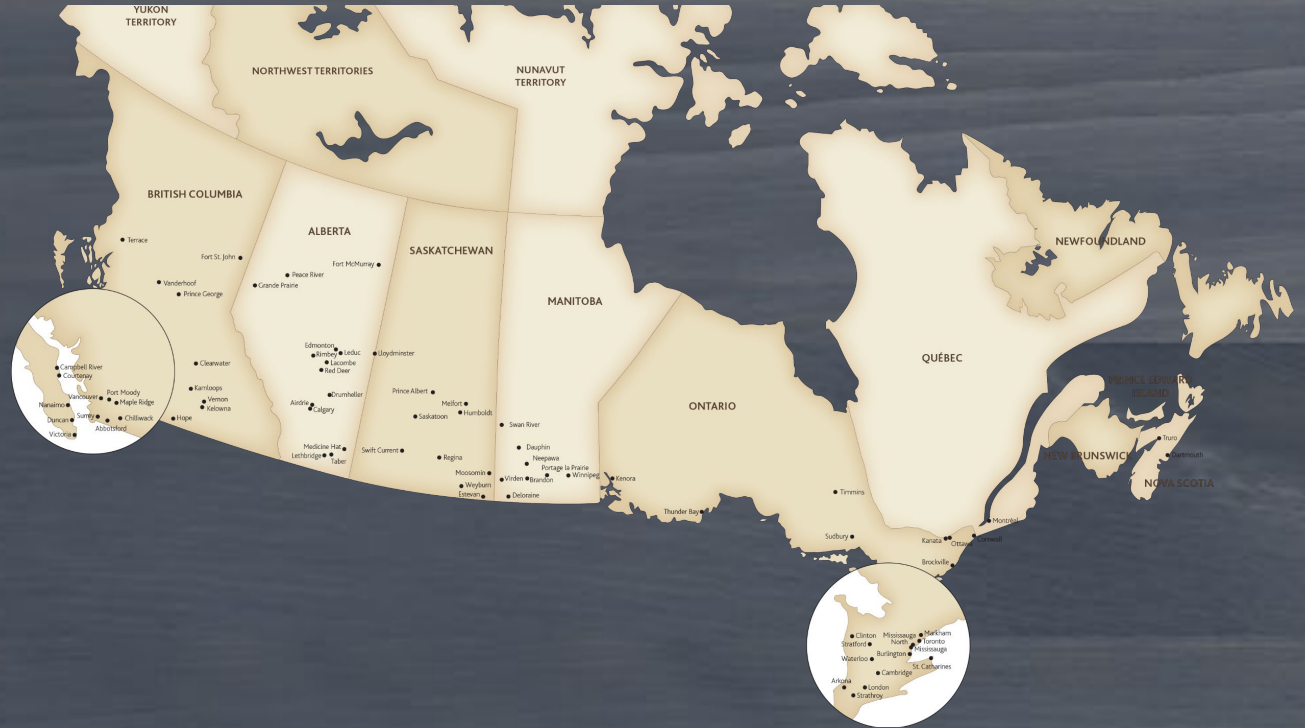 YUKON
TERRITORY
NORTHWEST TERRITORIES
NUNAVUT
TERRITORY
BRITISH COLUMBIA
ALBERTA
SASKATCHEWAN
MANITOBA
ONTARIO
QUÉBEC
NEWFOUNDLAND
PRINCE EDWARD
ISLAND
NEW BRUNSWICK
NOVA SCOTIA
Terrace
Fort St. John
Vanderhoof
Prince George
Clearwater
Kamloops
Vernon
Kelowna
Hope
Campbell River
Courtenay
Port Moody
Vancouver
Maple Ridge
Nanaimo
Surrey
Chilliwack
Duncan
Abbotsford
Victoria
Fort McMurray
Peace River
Grande Prairie
Edmonton
Leduc
Rimbey
Lacombe
Red Deer
Drumheller
Airdrie
Calgary
Medicine Hat
Lethbridge
Taber
Lloydminster
Prince Albert
Melfort
Humboldt
Saskatoon
Swift Current
Regina
Moosomin
Weyburn
Estevan
Swan River
Dauphin
Neepawa
Portage la Prairie
Winnipeg
Virden
Brandon
Deloraine
Kenora
Thunder Bay
Timmins
Sudbury
Kanata
Ottawa
Cornwall
Brockville
Montréal
Truro
Dartmouth
Clinton
Mississauga
North
Markham
Toronto
Stratford
Mississauga
Burlington
Waterloo
St. Catharines
Cambridge
Arkona
London
Strathroy